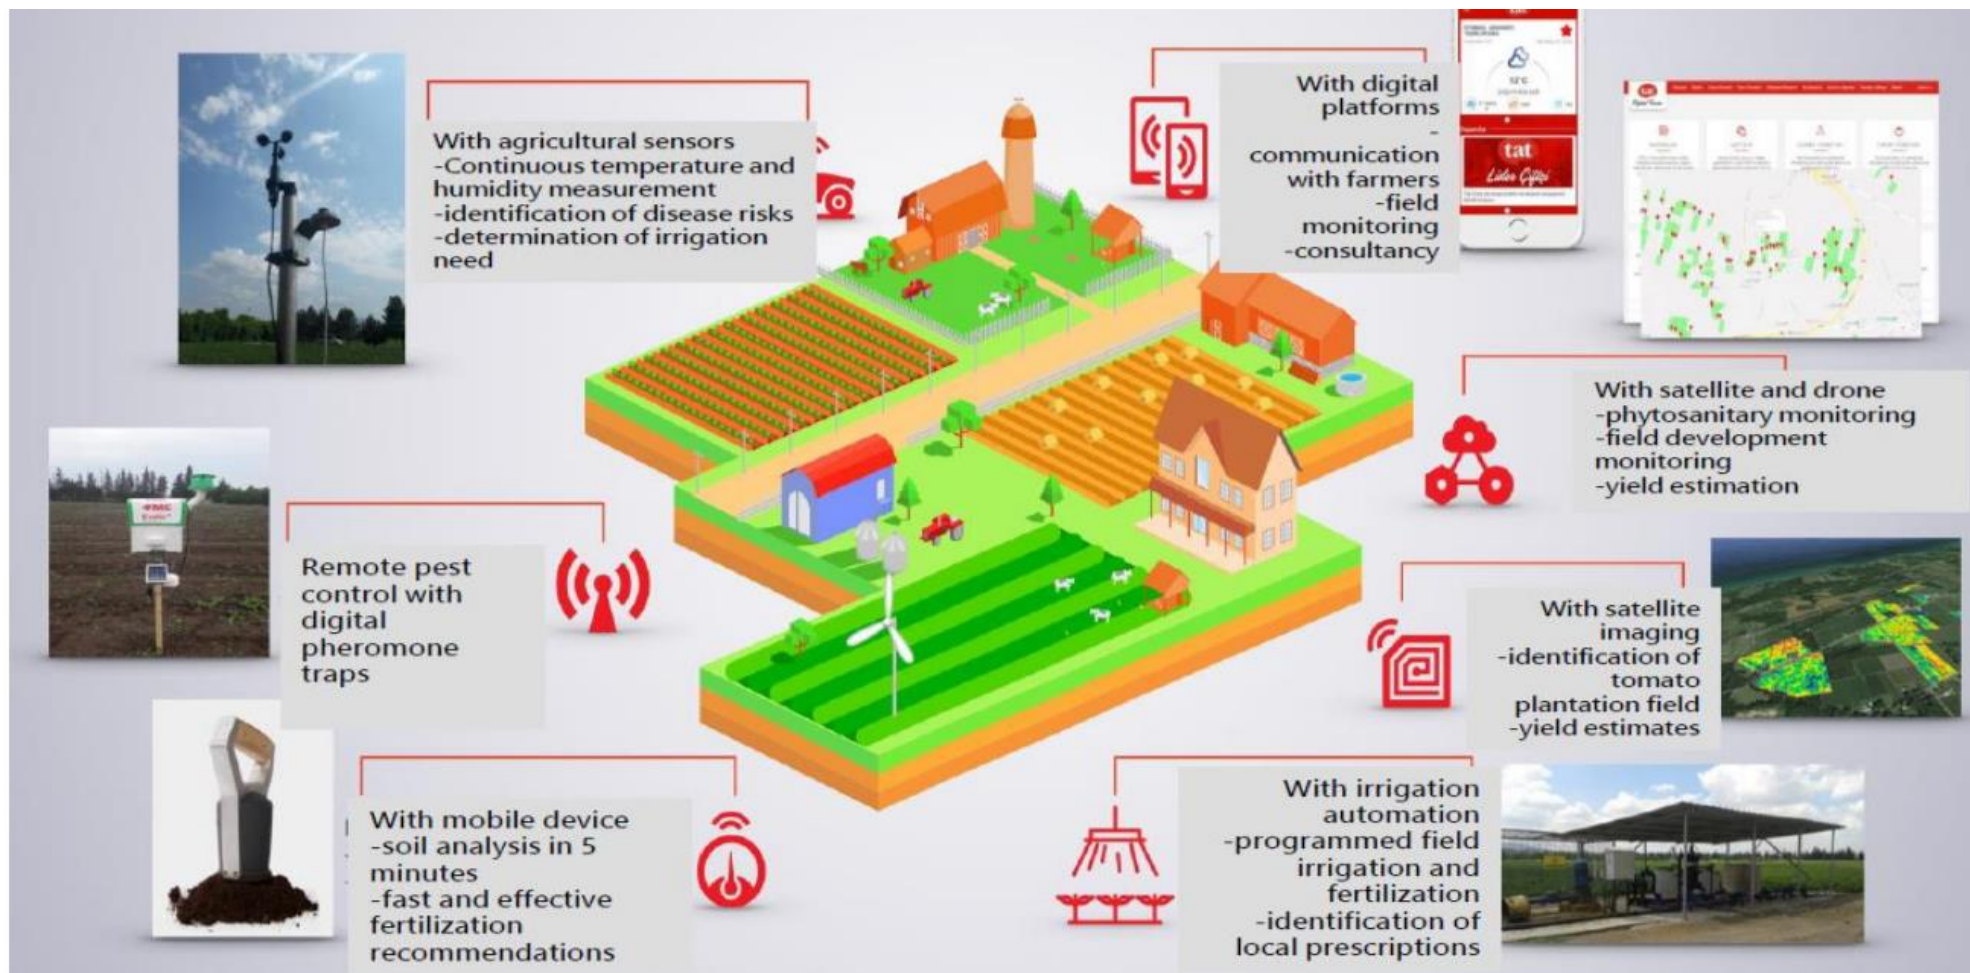 With agricultural sensors
-Continuous temperature and
humidity measurement
-identification of disease risks
-determination of irrigation
need
With digital
platforms
-
communication
with farmers
-field
monitoring
-consultancy
tat
12°C
tat
Lider Çiftçi
With satellite and drone
-phytosanitary monitoring
-field development
monitoring
-yield estimation
Remote pest
control with
digital
pheromone
traps
With satellite
imaging
-identification of
tomato
plantation field
-yield estimates
With mobile device
-soil analysis in 5
minutes
-fast and effective
fertilization
recommendations
With irrigation
automation
-programmed field
irrigation and
fertilization
-identification of
local prescriptions